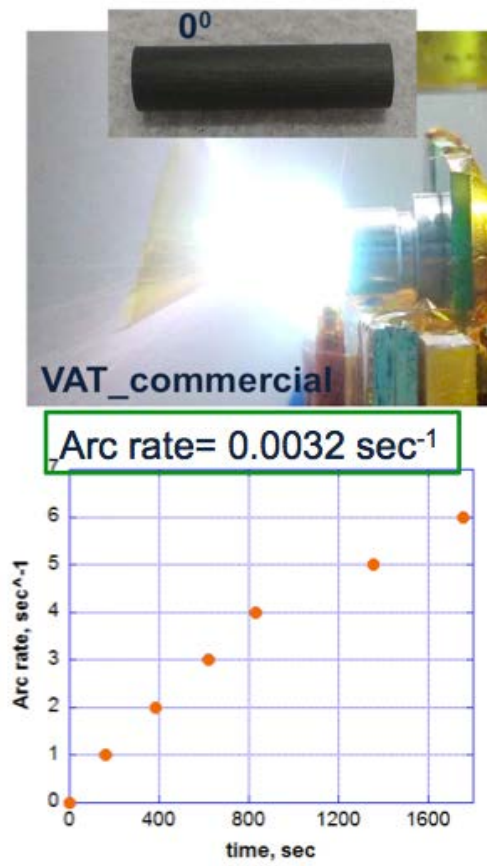 0⁰
VAT_commercial
Arc rate= 0.0032 sec⁻¹
7
6
5
4
3
2
1
0
Arc rate, sec^-1
0 400 800 1200 1600
time, sec